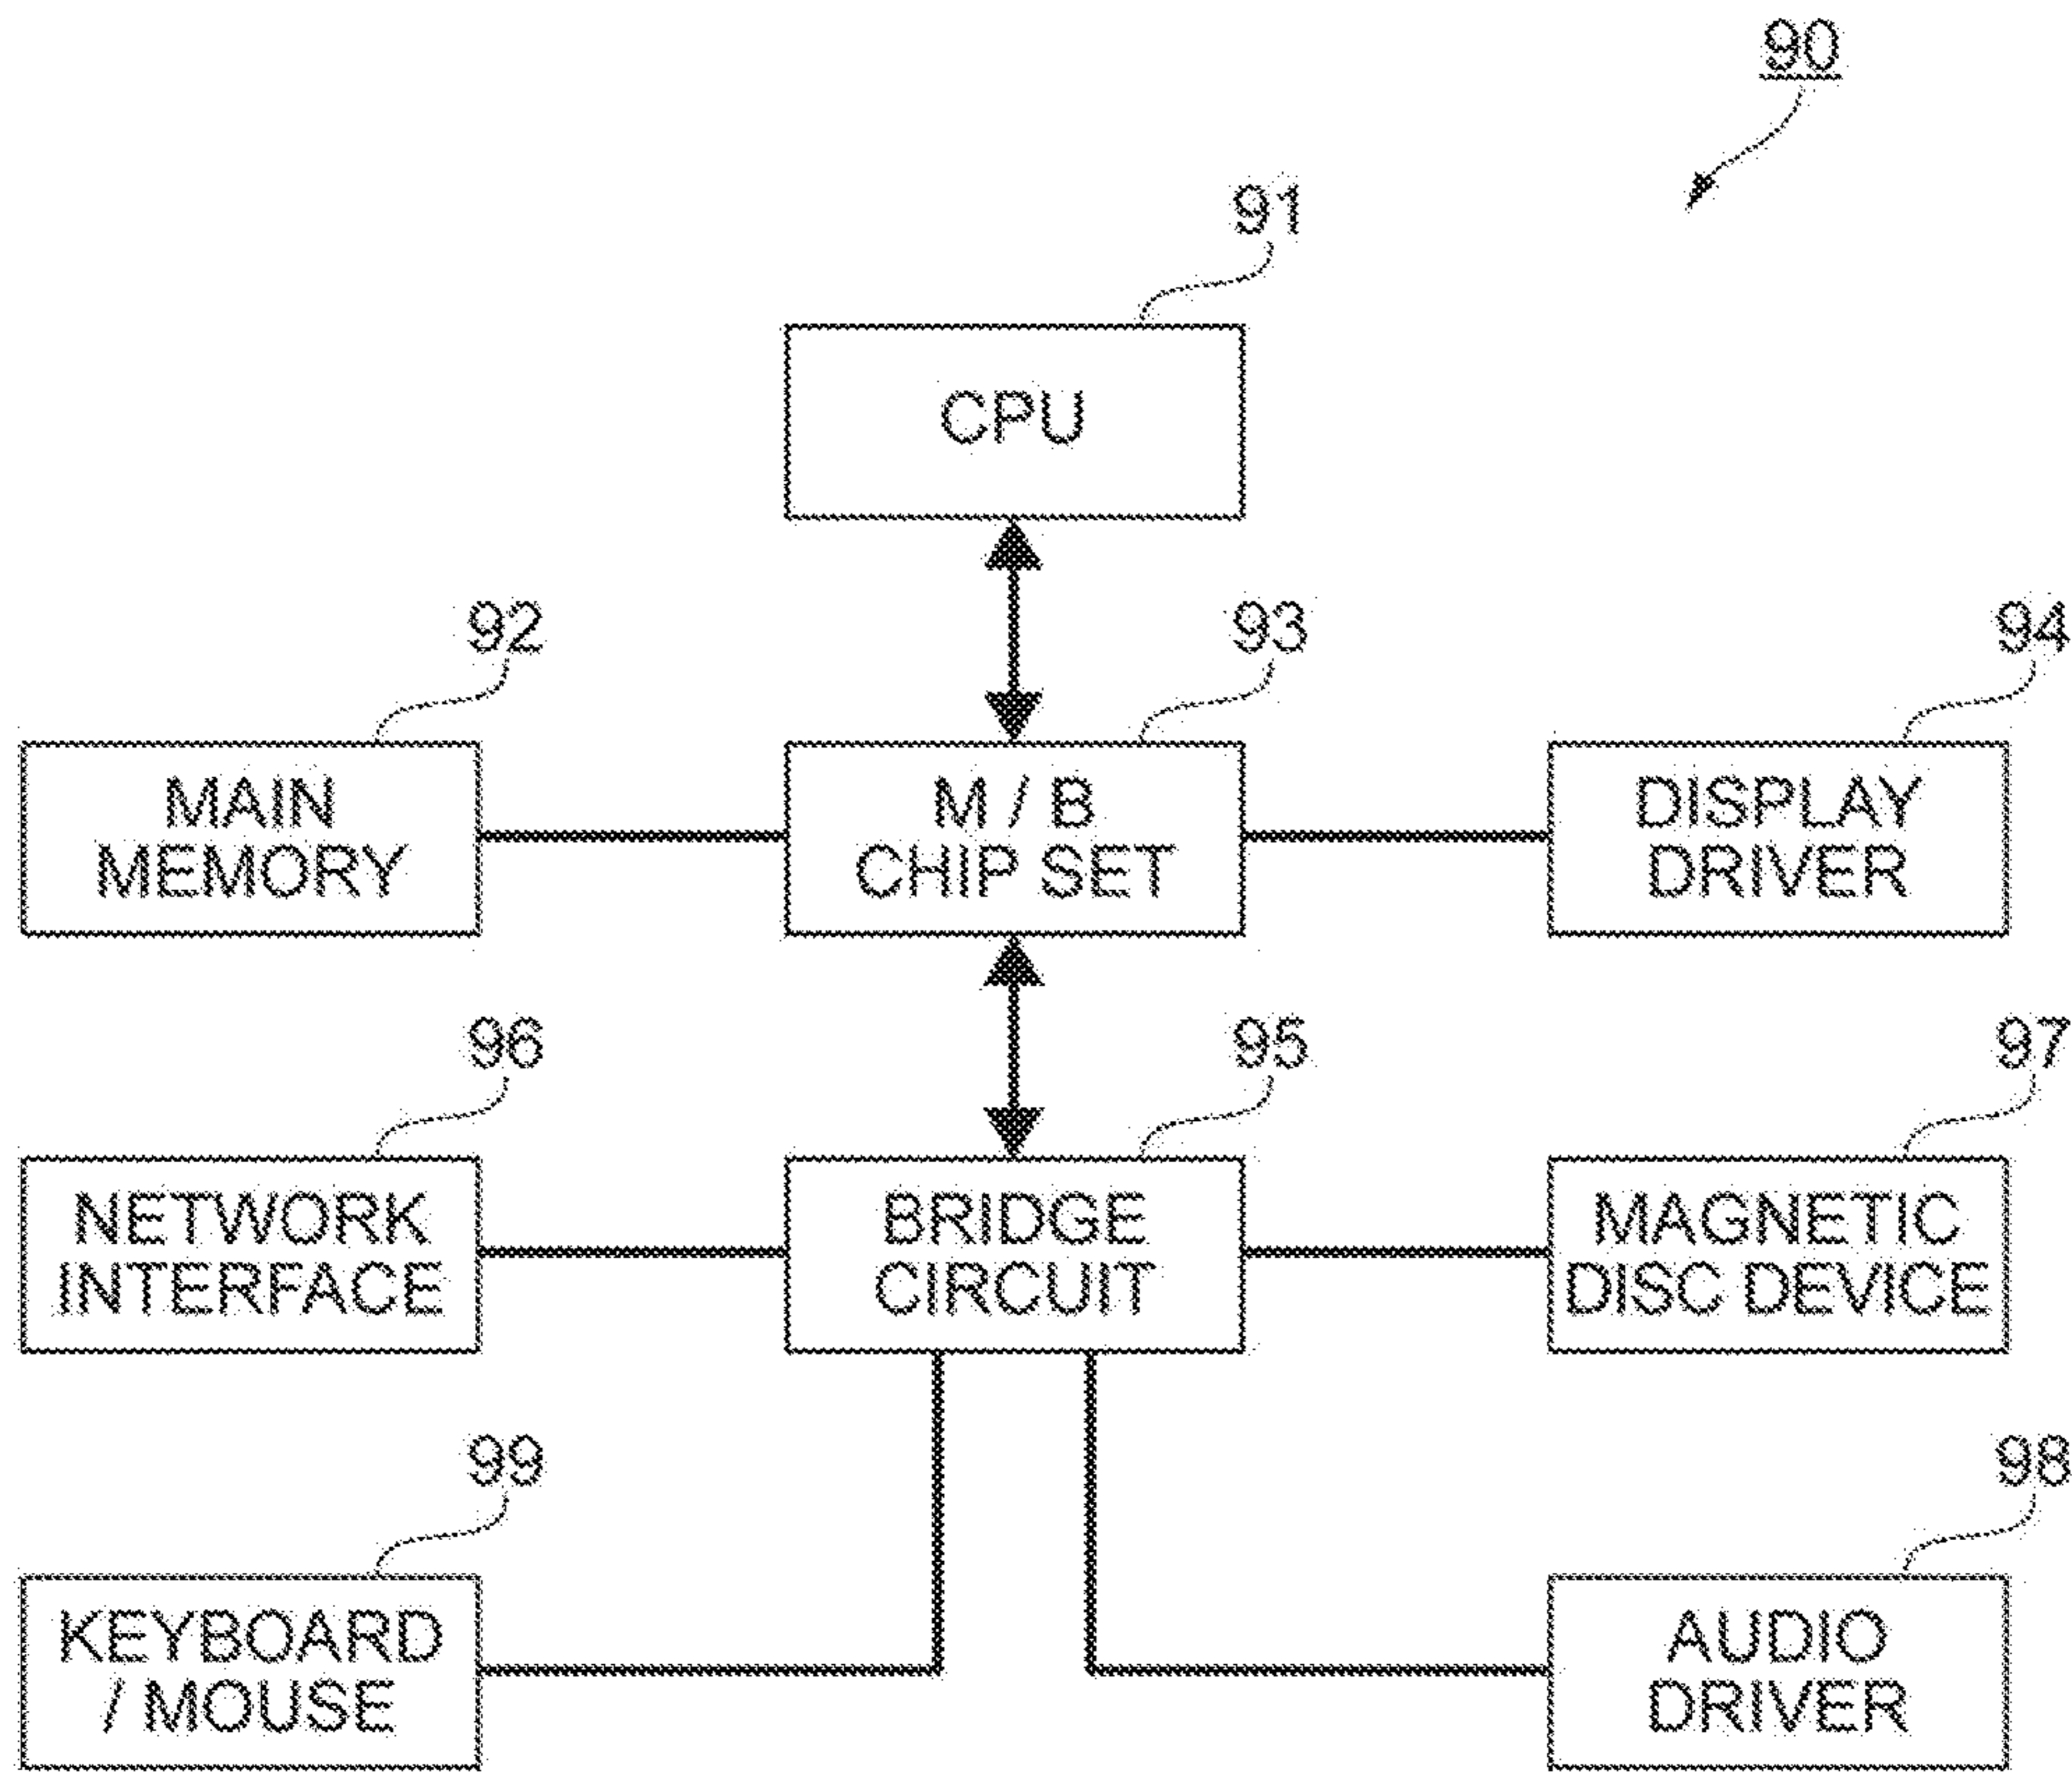 90
91
CPU
92
93
94
MAIN
MEMORY
M / B
CHIP SET
DISPLAY
DRIVER
96
95
97
NETWORK
INTERFACE
BRIDGE
CIRCUIT
MAGNETIC
DISC DEVICE
99
98
KEYBOARD
/ MOUSE
AUDIO
DRIVER